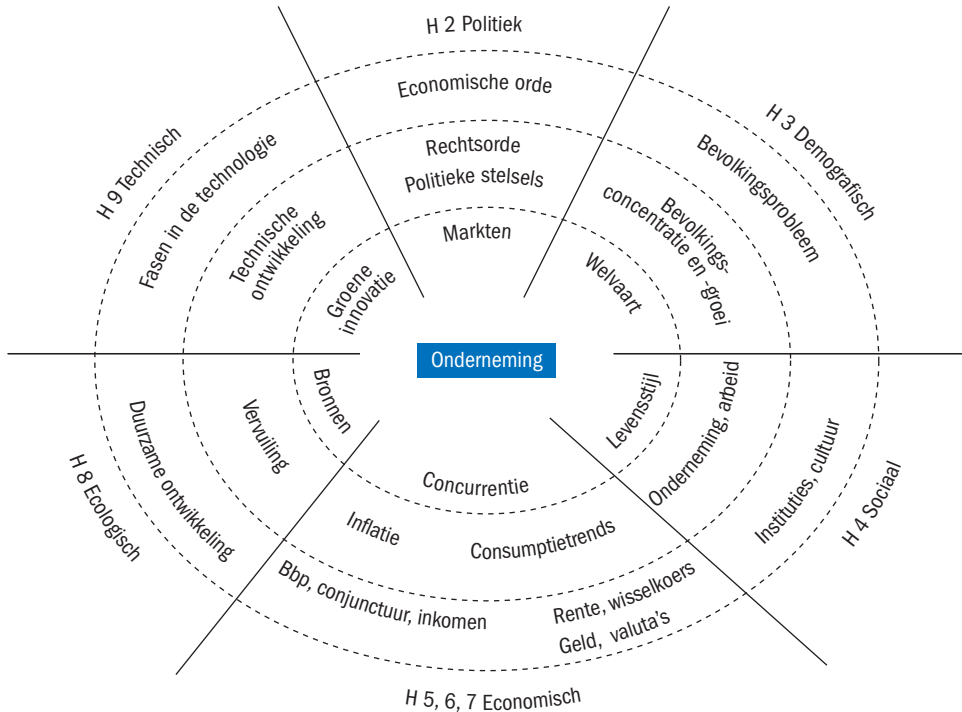 H 2 Politiek
Economische orde
Rechtsorde
Politieke stelsels
Markten
H 3 Demografisch
Bevolkingsprobleem
Bevolkings-
concentratie en -groei
Welvaart
H 4 Sociaal
Instituties, cultuur
Onderneming, arbeid
Levensstijl
H 5, 6, 7 Economisch
Concurrentie
Inflatie
Consumptietrends
Bbp, conjunctuur, inkomen
Rente, wisselkoers
Geld, valuta's
H 8 Ecologisch
Duurzame ontwikkeling
Vervuiling
Bronnen
H 9 Technisch
Fasen in de technologie
Technische
ontwikkeling
Groene
innovatie
Onderneming